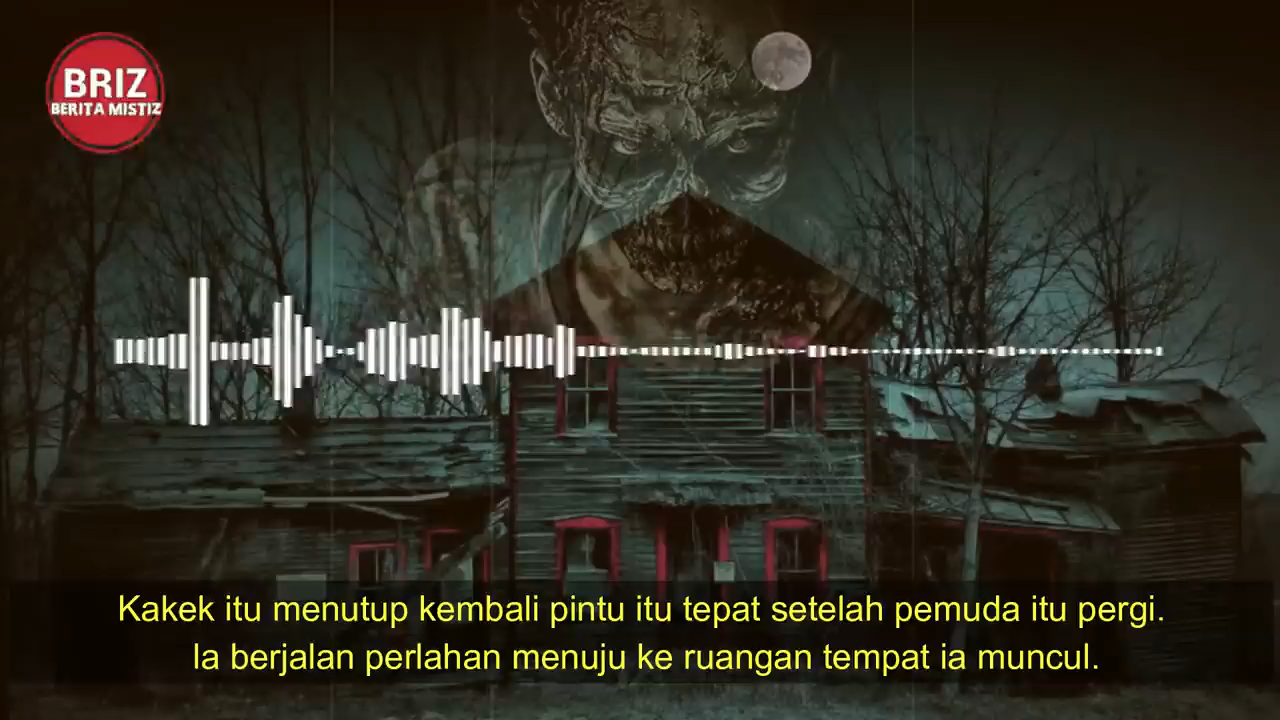 BRIZ
BERITA MISTIZ
Kakek itu menutup kembali pintu itu tepat setelah pemuda itu pergi.
Ia berjalan perlahan menuju ke ruangan tempat ia muncul.